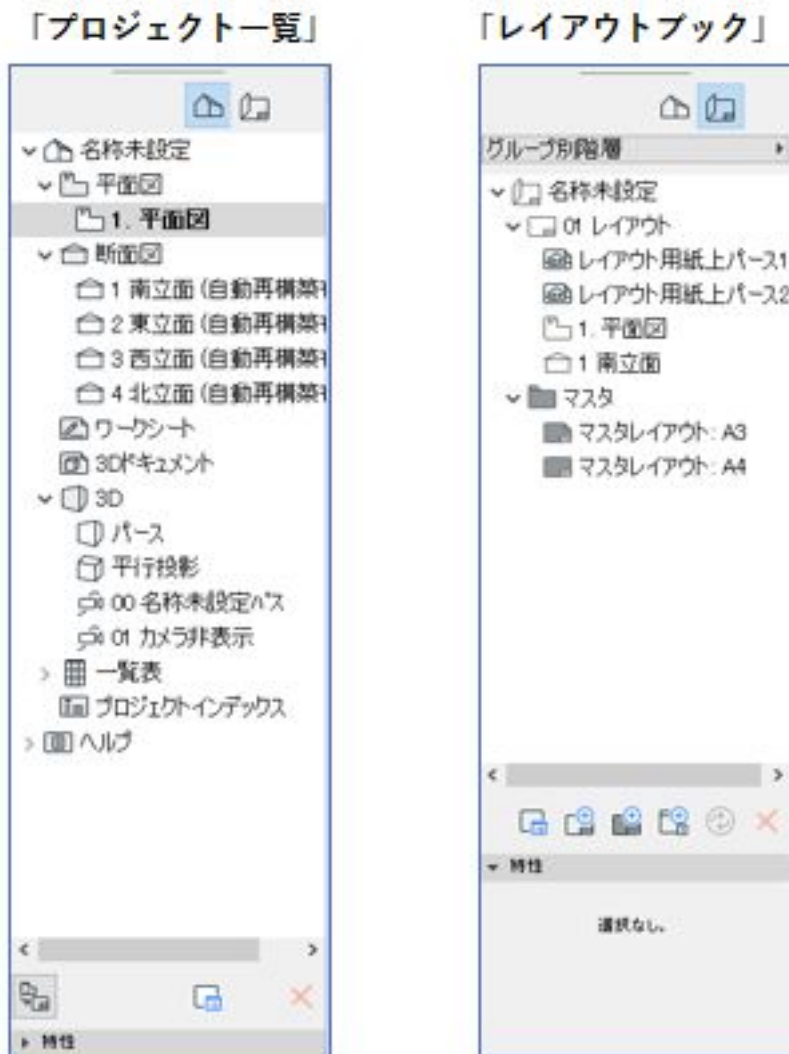 「プロジェクト一覧」
名称未設定
平面図
1. 平面図
断面図
1 南立面 (自動再構築
2 東立面 (自動再構築
3 西立面 (自動再構築
4 北立面 (自動再構築
ワークシート
3Dドキュメント
3D
パース
平行投影
00 名称未設定パス
01 カメラ非表示
一覧表
プロジェクトインデックス
ヘルプ
特性
「レイアウトブック」
グループ別階層
名称未設定
01 レイアウト
レイアウト用紙上パース1
レイアウト用紙上パース2
1. 平面図
1 南立面
マスタ
マスタレイアウト: A3
マスタレイアウト: A4
特性
選択なし。